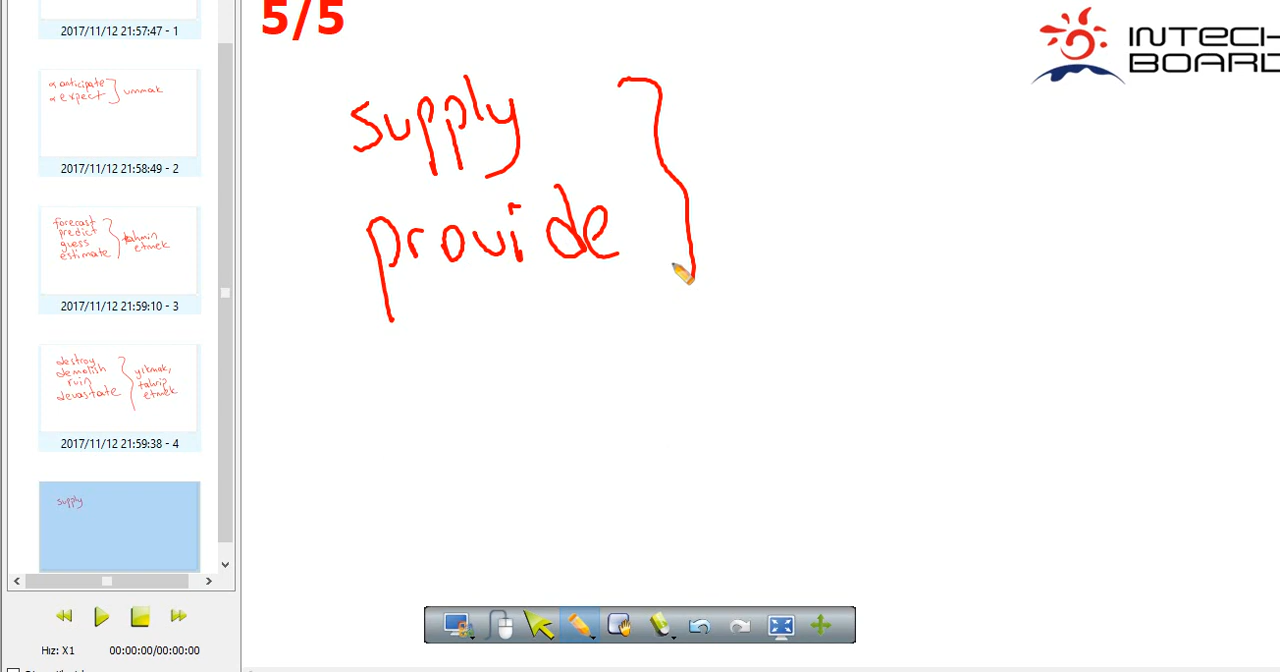 2017/11/12 21:57:47 - 1
anticipate
expect
ummak
2017/11/12 21:58:49 - 2
forecast
predict
guess
estimate
tahmin
etmek
2017/11/12 21:59:10 - 3
destroy
demolish
ruin
devastate
yıkmak,
tahrip
etmek
2017/11/12 21:59:38 - 4
supply
Hız: X1
00:00:00/00:00:00
5/5
supply
provide
INTECH
BOARD